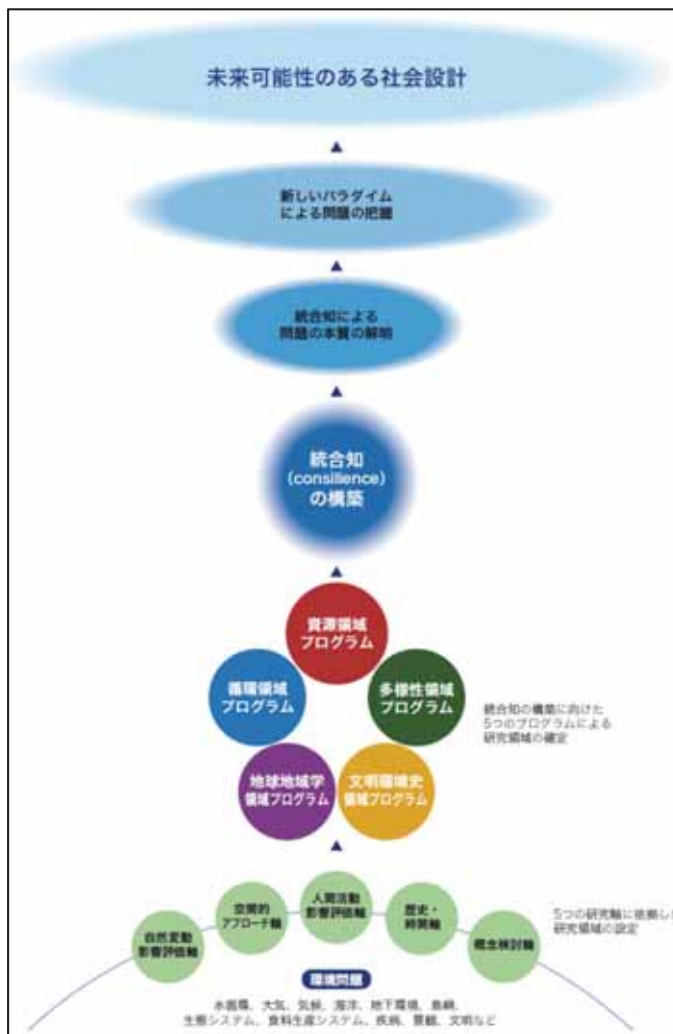 未来可能性のある社会設計
新しいパラダイム
による問題の把握
統合知による
問題の本質の解明
統合知
(consilience)
の構築
資源領域
プログラム
循環領域
プログラム
多様性領域
プログラム
統合知の構築に向けた
5つのプログラムによる
研究領域の確定
地球地域学
領域プログラム
文明環境史
領域プログラム
人間活動
影響評価軸
空間的
アプローチ軸
歴史・
時間軸
自然変動
影響評価軸
概念検討軸
5つの研究軸に依拠し
研究領域の設定
環境問題
水循環、大気、気候、海洋、地下環境、島嶼、
生態システム、食料生産システム、疾病、景観、文明など